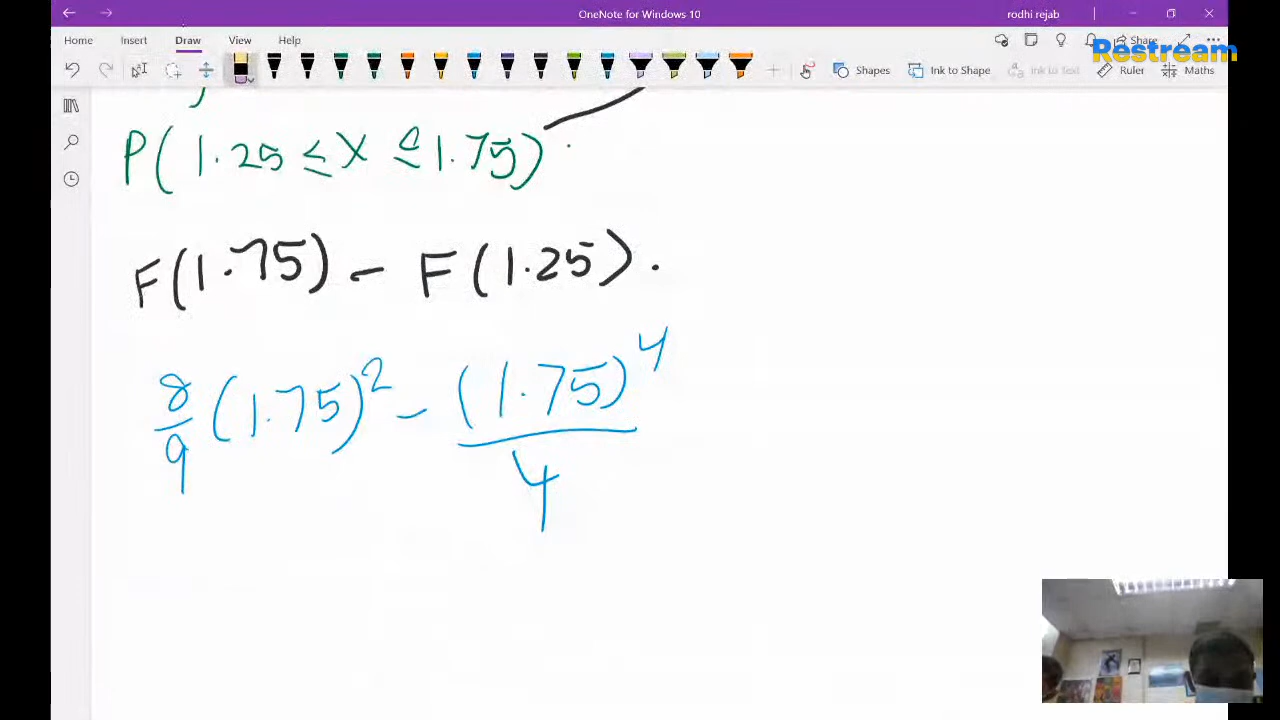 OneNote for Windows 10
rodhi rejab
Home Insert Draw View Help
Share
Restream
Shapes Ink to Shape Ink to Text Ruler Maths
P(1.25 ≤ X ≤ 1.75)
F(1.75) - F(1.25).
8/9 (1.75)^2 - (1.75)^4/4